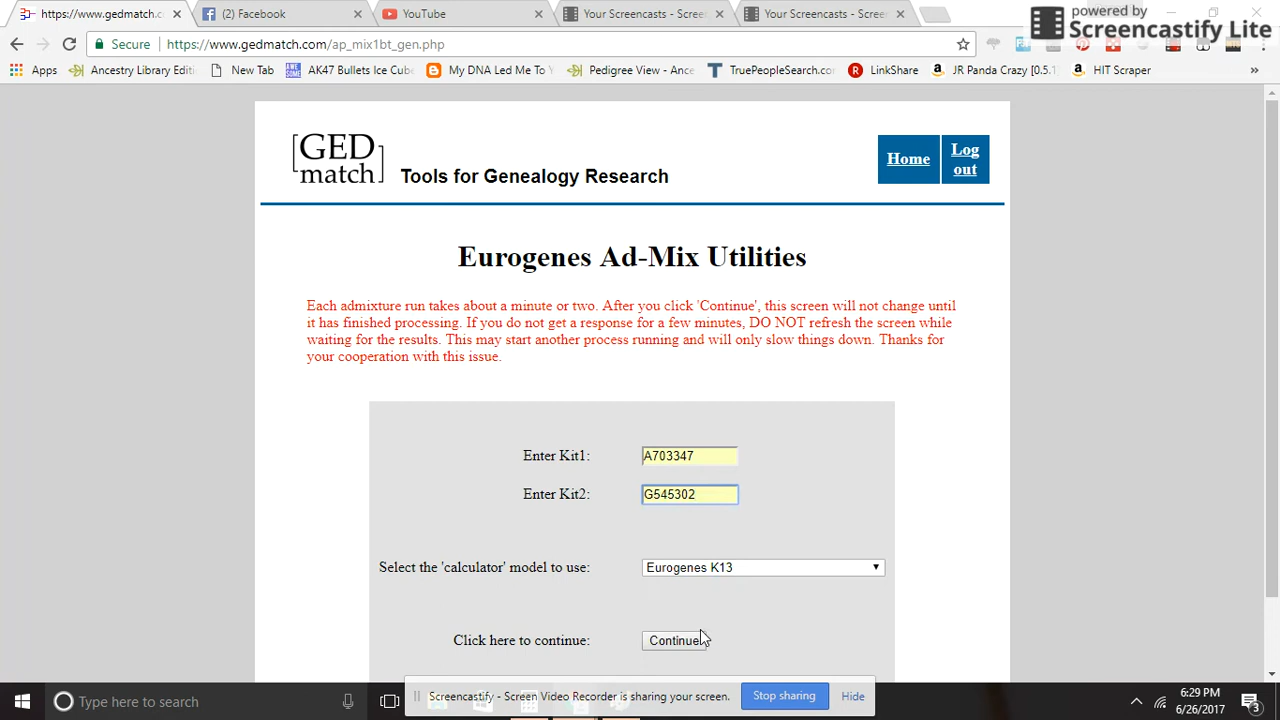 https://www.gedmatch.c
(2) Facebook
YouTube
Your Screencasts - Scree
Your Screencasts - Scree
powered by
Screencastify Lite
Secure
https://www.gedmatch.com/ap_mix1bt_gen.php
Apps
Ancestry Library Editi
New Tab
AK47 Bullets Ice Cube
My DNA Led Me To Y
Pedigree View - Ance
TruePeopleSearch.co
LinkShare
JR Panda Crazy [0.5.1
HIT Scraper
»
GED
match
Tools for Genealogy Research
Home
Log
out
Eurogenes Ad-Mix Utilities
Each admixture run takes about a minute or two. After you click 'Continue', this screen will not change until
it has finished processing. If you do not get a response for a few minutes, DO NOT refresh the screen while
waiting for the results. This may start another process running and will only slow things down. Thanks for
your cooperation with this issue.
Enter Kit1: A703347
Enter Kit2: G545302
Select the 'calculator' model to use: Eurogenes K13
Click here to continue: Continue
Screencastify - Screen Video Recorder is sharing your screen.
Stop sharing
Hide
Type here to search
6:29 PM
6/26/2017
3